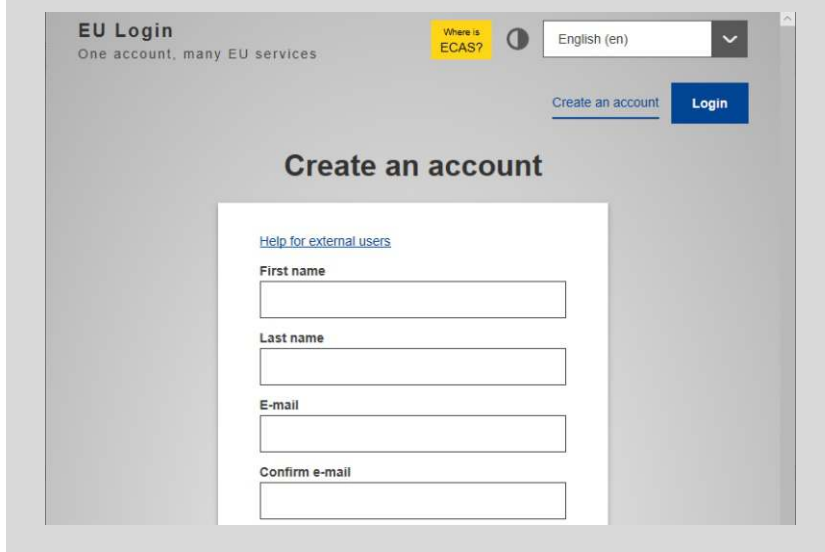 EU Login
One account, many EU services
Where is
ECAS?
English (en)
Create an account
Login
Create an account
Help for external users
First name
Last name
E-mail
Confirm e-mail